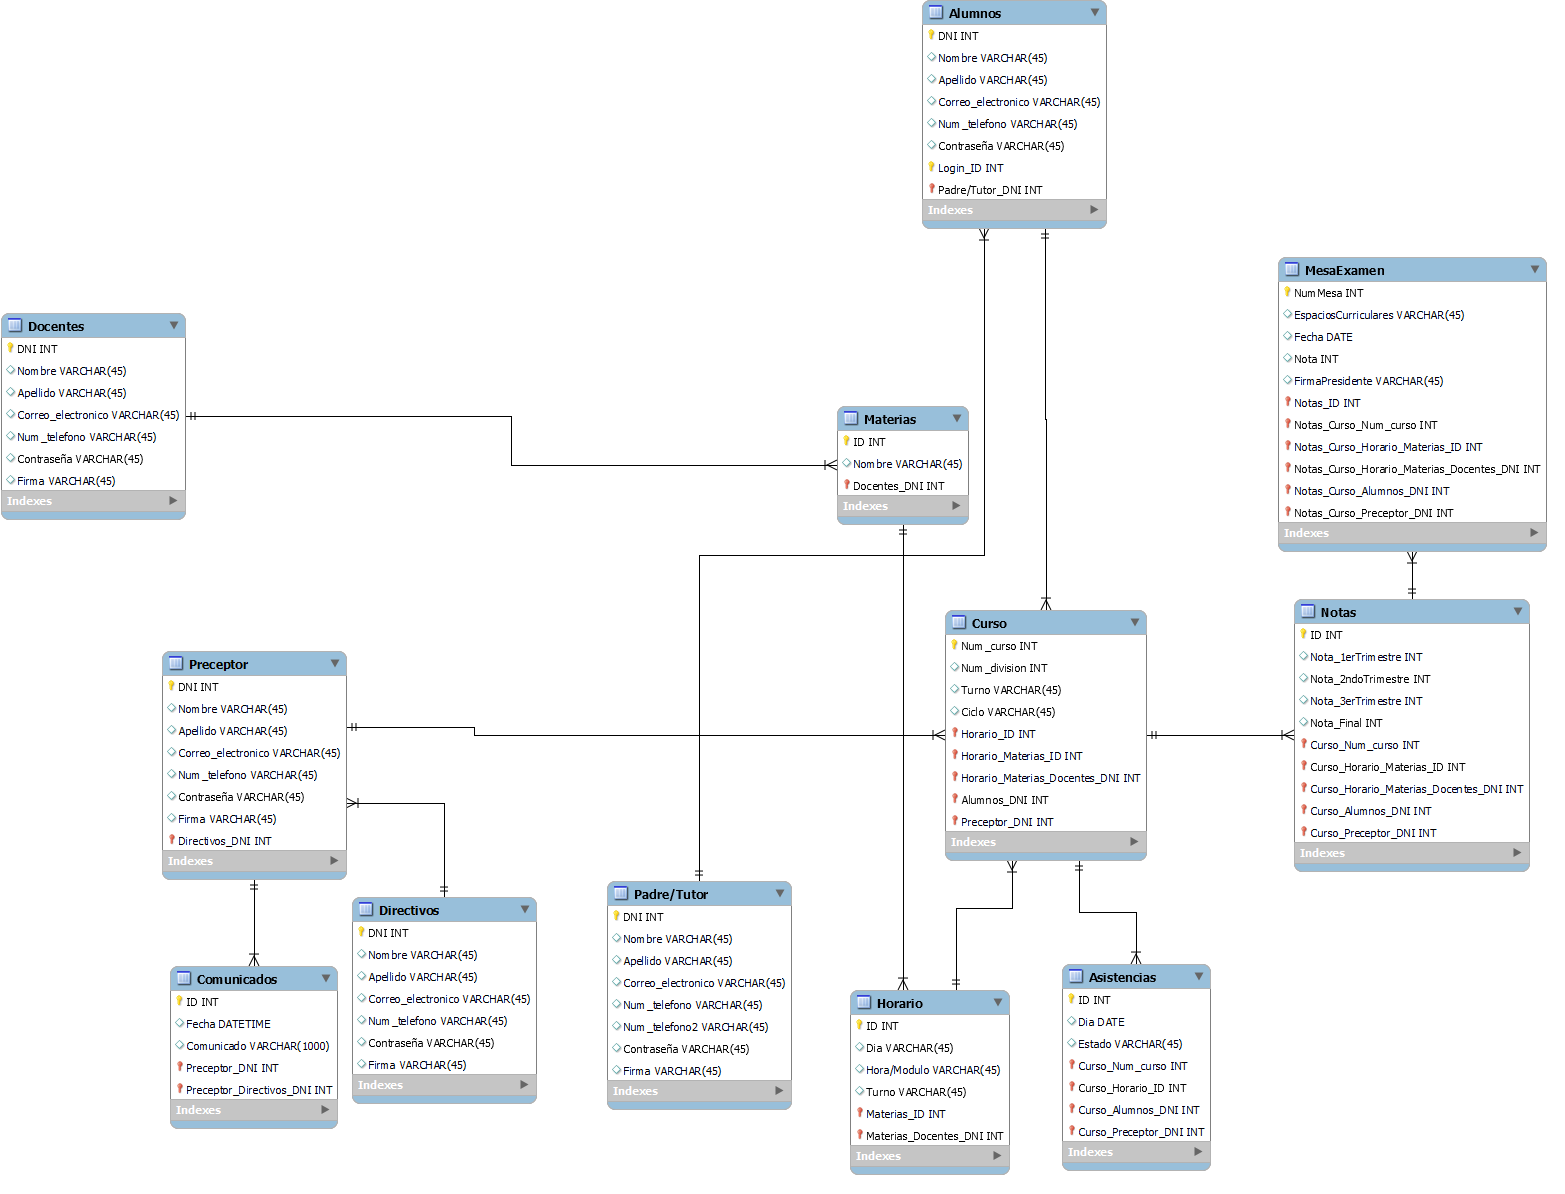 Alumnos
DNI INT
Nombre VARCHAR(45)
Apellido VARCHAR(45)
Correo_electronico VARCHAR(45)
Num_telefono VARCHAR(45)
Contraseña VARCHAR(45)
Login_ID INT
Padre/Tutor_DNI INT
Indexes
MesaExamen
NumMesa INT
EspaciosCurriculares VARCHAR(45)
Fecha DATE
Nota INT
FirmaPresidente VARCHAR(45)
Notas_ID INT
Notas_Curso_Num_curso INT
Notas_Curso_Horario_Materias_ID INT
Notas_Curso_Horario_Materias_Docentes_DNI INT
Notas_Curso_Alumnos_DNI INT
Notas_Curso_Preceptor_DNI INT
Indexes
Docentes
DNI INT
Nombre VARCHAR(45)
Apellido VARCHAR(45)
Correo_electronico VARCHAR(45)
Num_telefono VARCHAR(45)
Contraseña VARCHAR(45)
Firma VARCHAR(45)
Indexes
Materias
ID INT
Nombre VARCHAR(45)
Docentes_DNI INT
Indexes
Curso
Num_curso INT
Num_division INT
Turno VARCHAR(45)
Ciclo VARCHAR(45)
Horario_ID INT
Horario_Materias_ID INT
Horario_Materias_Docentes_DNI INT
Alumnos_DNI INT
Preceptor_DNI INT
Indexes
Notas
ID INT
Nota_1erTrimestre INT
Nota_2ndoTrimestre INT
Nota_3erTrimestre INT
Nota_Final INT
Curso_Num_curso INT
Curso_Horario_Materias_ID INT
Curso_Horario_Materias_Docentes_DNI INT
Curso_Alumnos_DNI INT
Curso_Preceptor_DNI INT
Indexes
Preceptor
DNI INT
Nombre VARCHAR(45)
Apellido VARCHAR(45)
Correo_electronico VARCHAR(45)
Num_telefono VARCHAR(45)
Contraseña VARCHAR(45)
Firma VARCHAR(45)
Directivos_DNI INT
Indexes
Directivos
DNI INT
Nombre VARCHAR(45)
Apellido VARCHAR(45)
Correo_electronico VARCHAR(45)
Num_telefono VARCHAR(45)
Contraseña VARCHAR(45)
Firma VARCHAR(45)
Indexes
Padre/Tutor
DNI INT
Nombre VARCHAR(45)
Apellido VARCHAR(45)
Correo_electronico VARCHAR(45)
Num_telefono VARCHAR(45)
Num_telefono2 VARCHAR(45)
Contraseña VARCHAR(45)
Firma VARCHAR(45)
Indexes
Comunicados
ID INT
Fecha DATETIME
Comunicado VARCHAR(1000)
Preceptor_DNI INT
Preceptor_Directivos_DNI INT
Indexes
Horario
ID INT
Dia VARCHAR(45)
Hora/Modulo VARCHAR(45)
Turno VARCHAR(45)
Materias_ID INT
Materias_Docentes_DNI INT
Indexes
Asistencias
ID INT
Dia DATE
Estado VARCHAR(45)
Curso_Num_curso INT
Curso_Horario_ID INT
Curso_Alumnos_DNI INT
Curso_Preceptor_DNI INT
Indexes